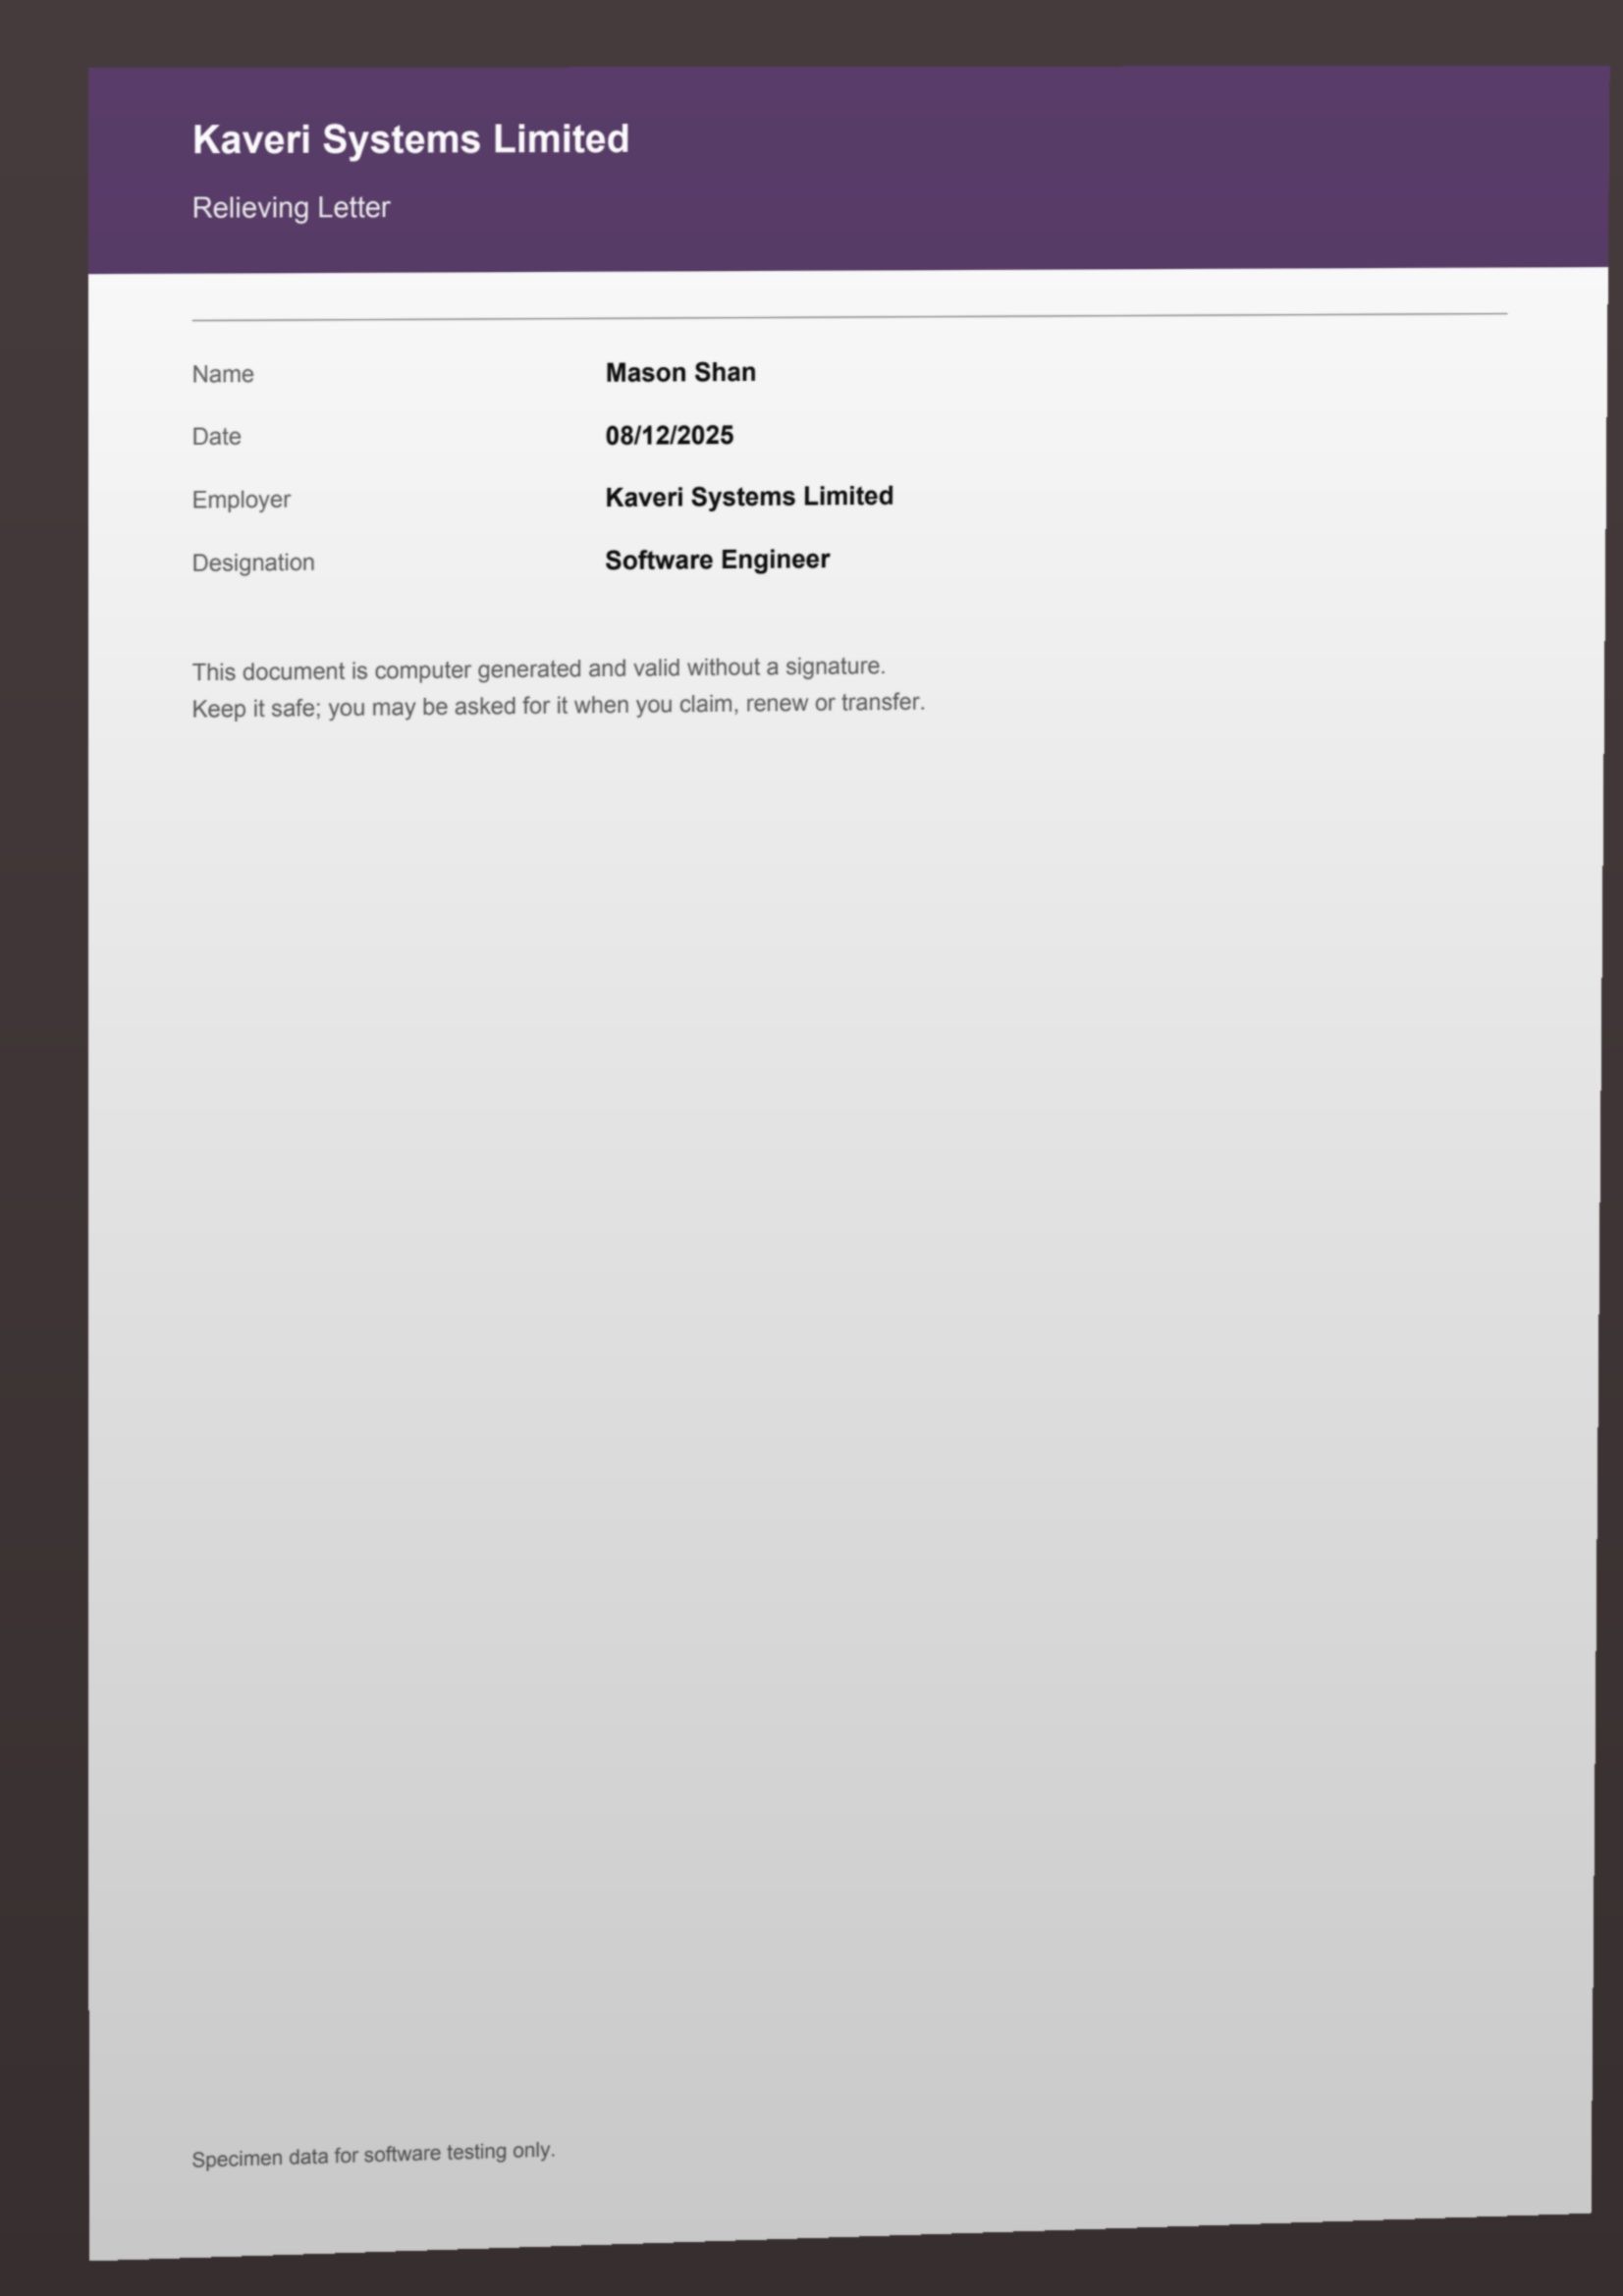 Kaveri Systems Limited
Relieving Letter
Name Mason Shan
Date 08/12/2025
Employer Kaveri Systems Limited
Designation Software Engineer
This document is computer generated and valid without a signature.
Keep it safe; you may be asked for it when you claim, renew or transfer.
Specimen data for software testing only.